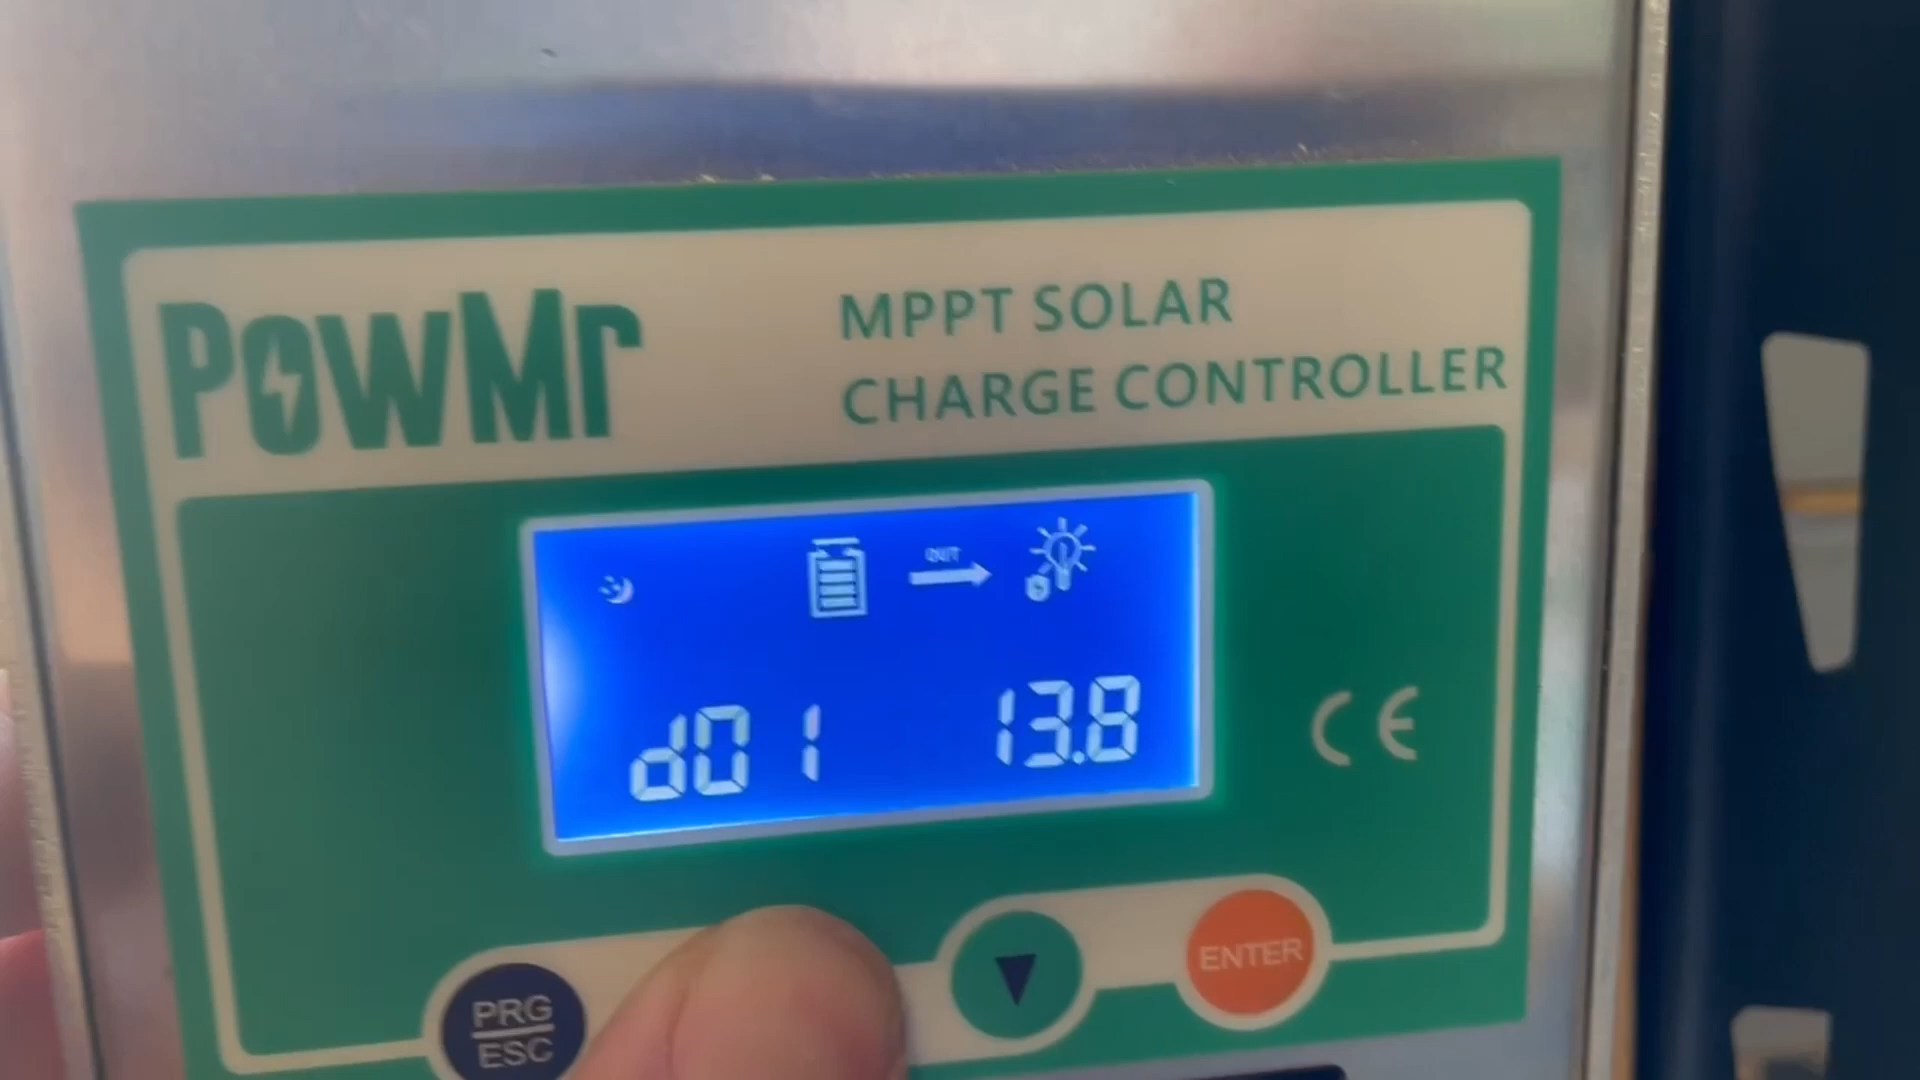 PowMr
MPPT SOLAR
CHARGE CONTROLLER
OUT
d01 13.8
CE
PRG
ESC
ENTER